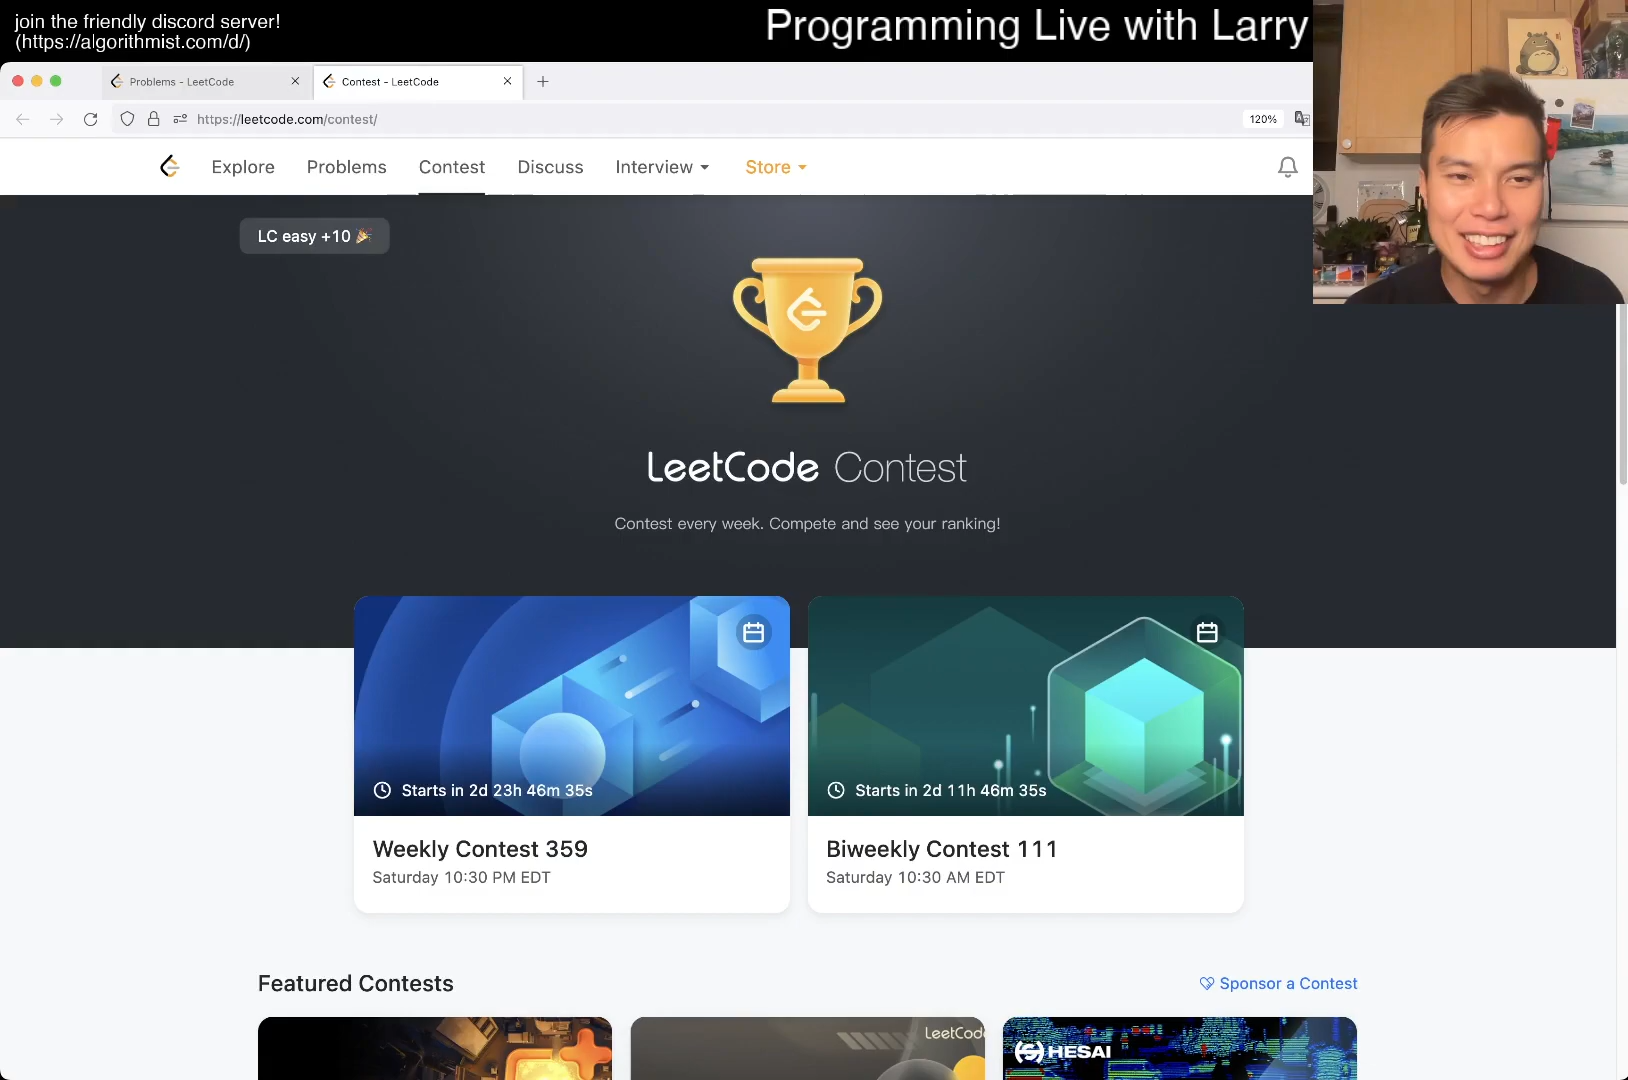 join the friendly discord server!
(https://algorithmist.com/d/)
Programming Live with Larry
Problems - LeetCode
Contest - LeetCode
https://leetcode.com/contest/
120%
Explore
Problems
Contest
Discuss
Interview
Store
LC easy +10 🎉
LeetCode Contest
Contest every week. Compete and see your ranking!
Starts in 2d 23h 46m 35s
Starts in 2d 11h 46m 35s
Weekly Contest 359
Saturday 10:30 PM EDT
Biweekly Contest 111
Saturday 10:30 AM EDT
Featured Contests
Sponsor a Contest
LeetCode
HESAI